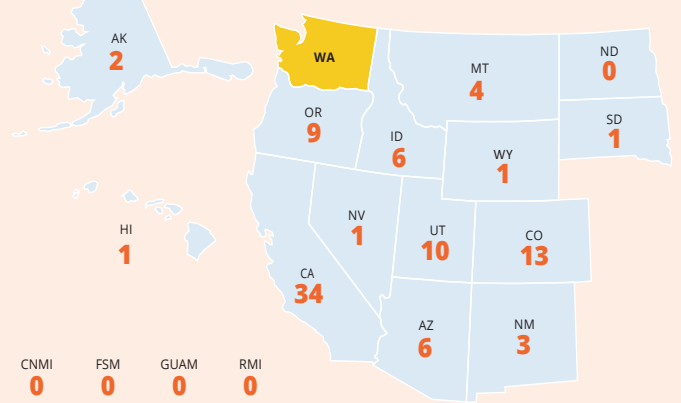 AK
2
WA
MT
4
ND
0
OR
9
ID
6
SD
1
WY
1
HI
1
NV
1
UT
10
CO
13
CA
34
AZ
6
NM
3
CNMI
0
FSM
0
GUAM
0
RMI
0